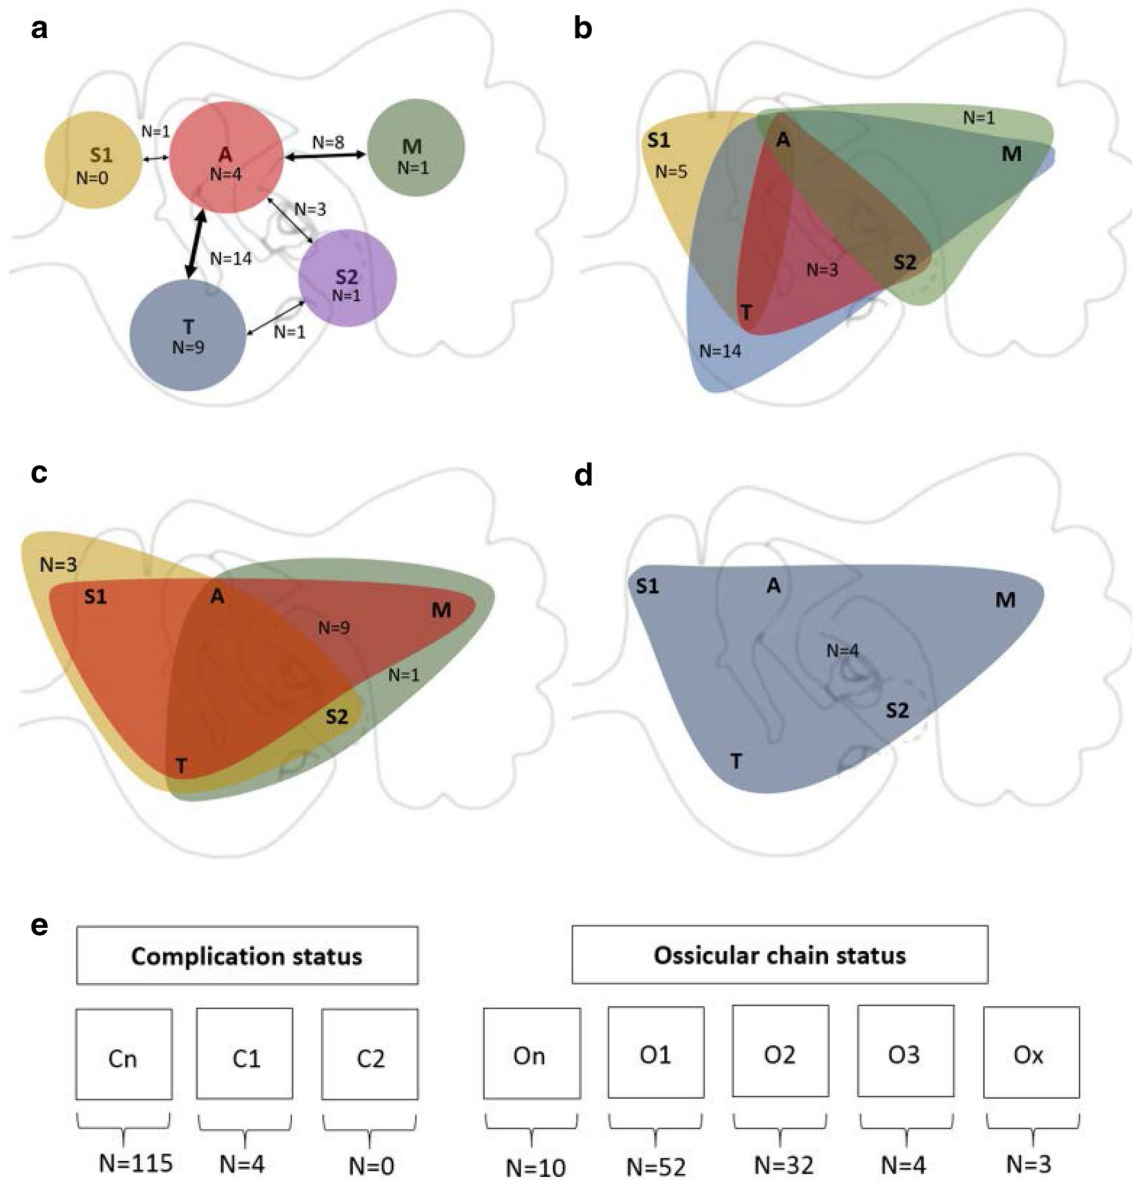 a
S1
N=0
N=1
A
N=4
N=8
M
N=1
N=3
N=14
S2
N=1
T
N=9
N=1
b
S1
N=5
A
N=1
M
N=3
S2
T
N=14
c
N=3
S1
A
M
N=9
N=1
S2
T
d
S1
A
M
N=4
S2
T
e
Complication status
Ossicular chain status
Cn
C1
C2
On
O1
O2
O3
Ox
N=115
N=4
N=0
N=10
N=52
N=32
N=4
N=3